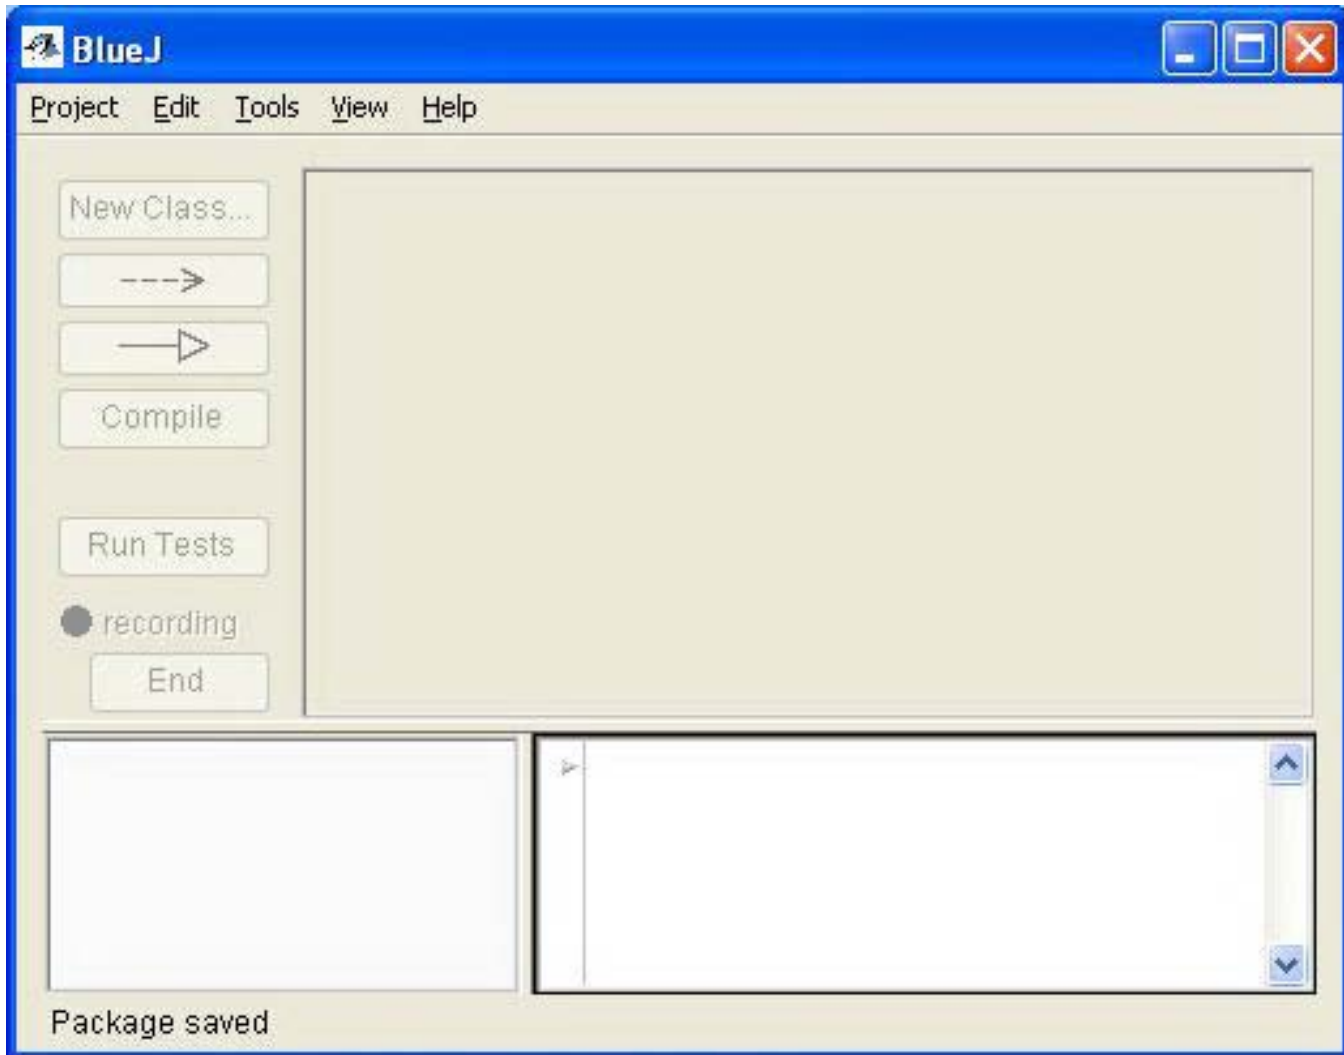 BlueJ
Project Edit Tools View Help
New Class...
Compile
Run Tests
recording
End
Package saved